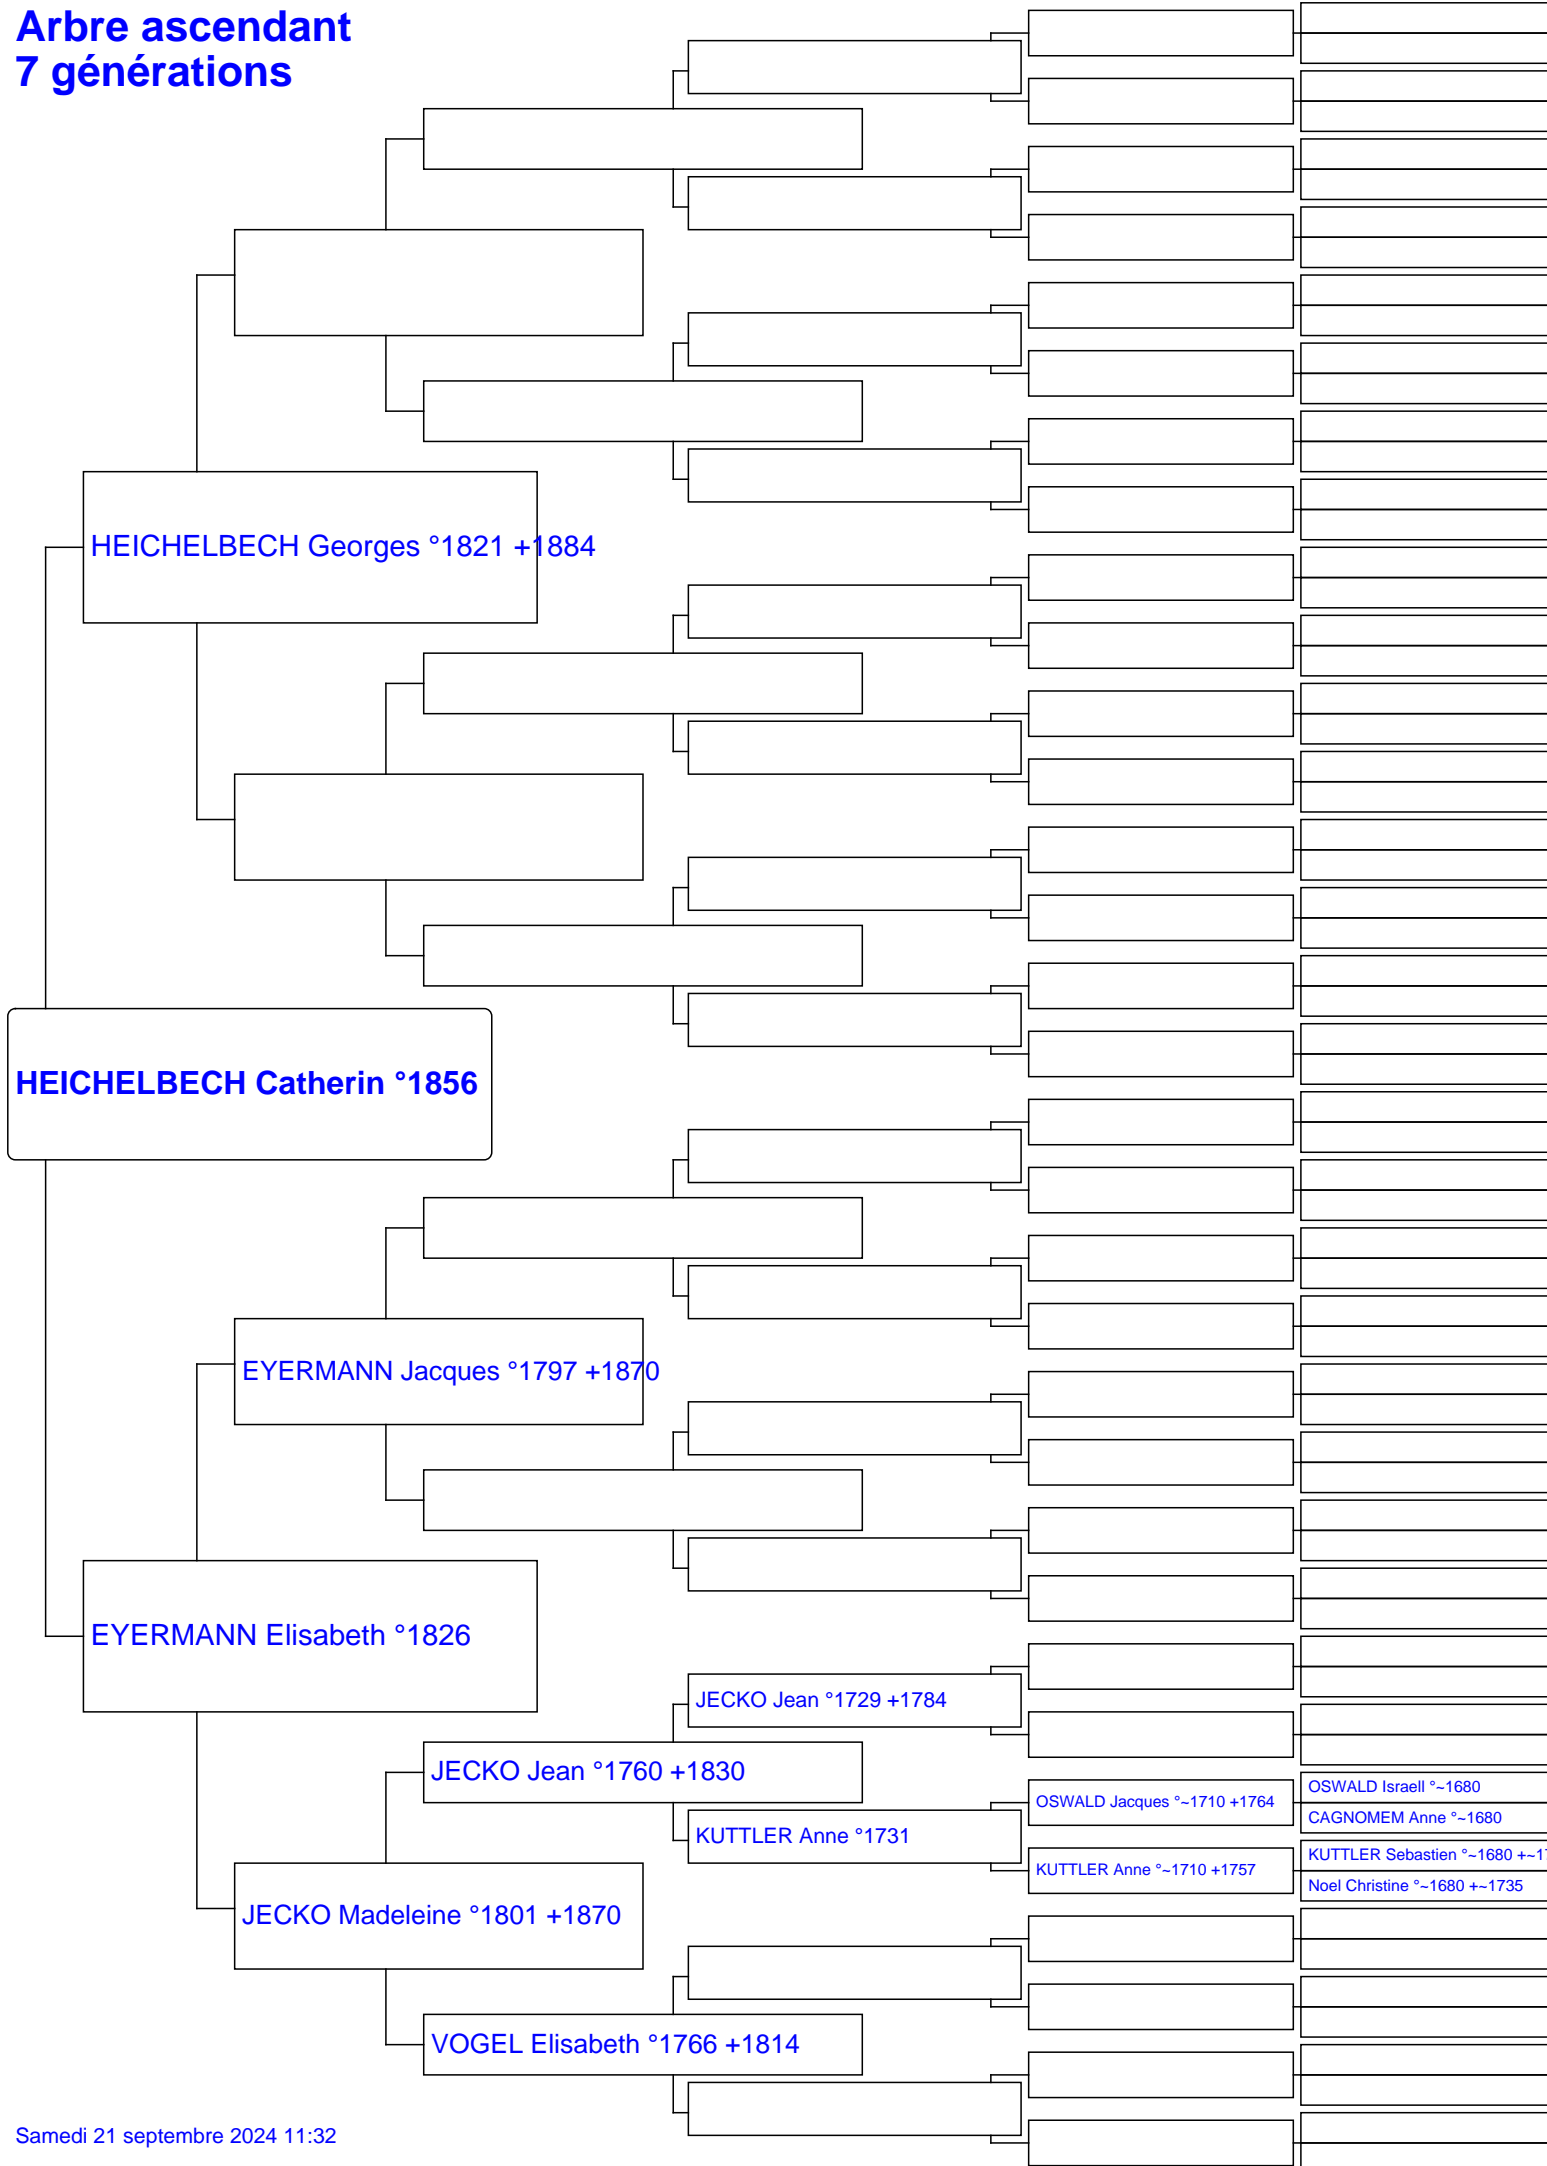 Arbre ascendant
7 générations
HEICHELBECH Georges °1821 +1884
HEICHELBECH Catherin °1856
EYERMANN Jacques °1797 +1870
EYERMANN Elisabeth °1826
JECKO Jean °1729 +1784
JECKO Jean °1760 +1830
OSWALD Israell °~1680
OSWALD Jacques °~1710 +1764
CAGNOMEM Anne °~1680
KUTTLER Anne °1731
KUTTLER Sebastien °~1680 +~17
KUTTLER Anne °~1710 +1757
Noel Christine °~1680 +~1735
JECKO Madeleine °1801 +1870
VOGEL Elisabeth °1766 +1814
Samedi 21 septembre 2024 11:32